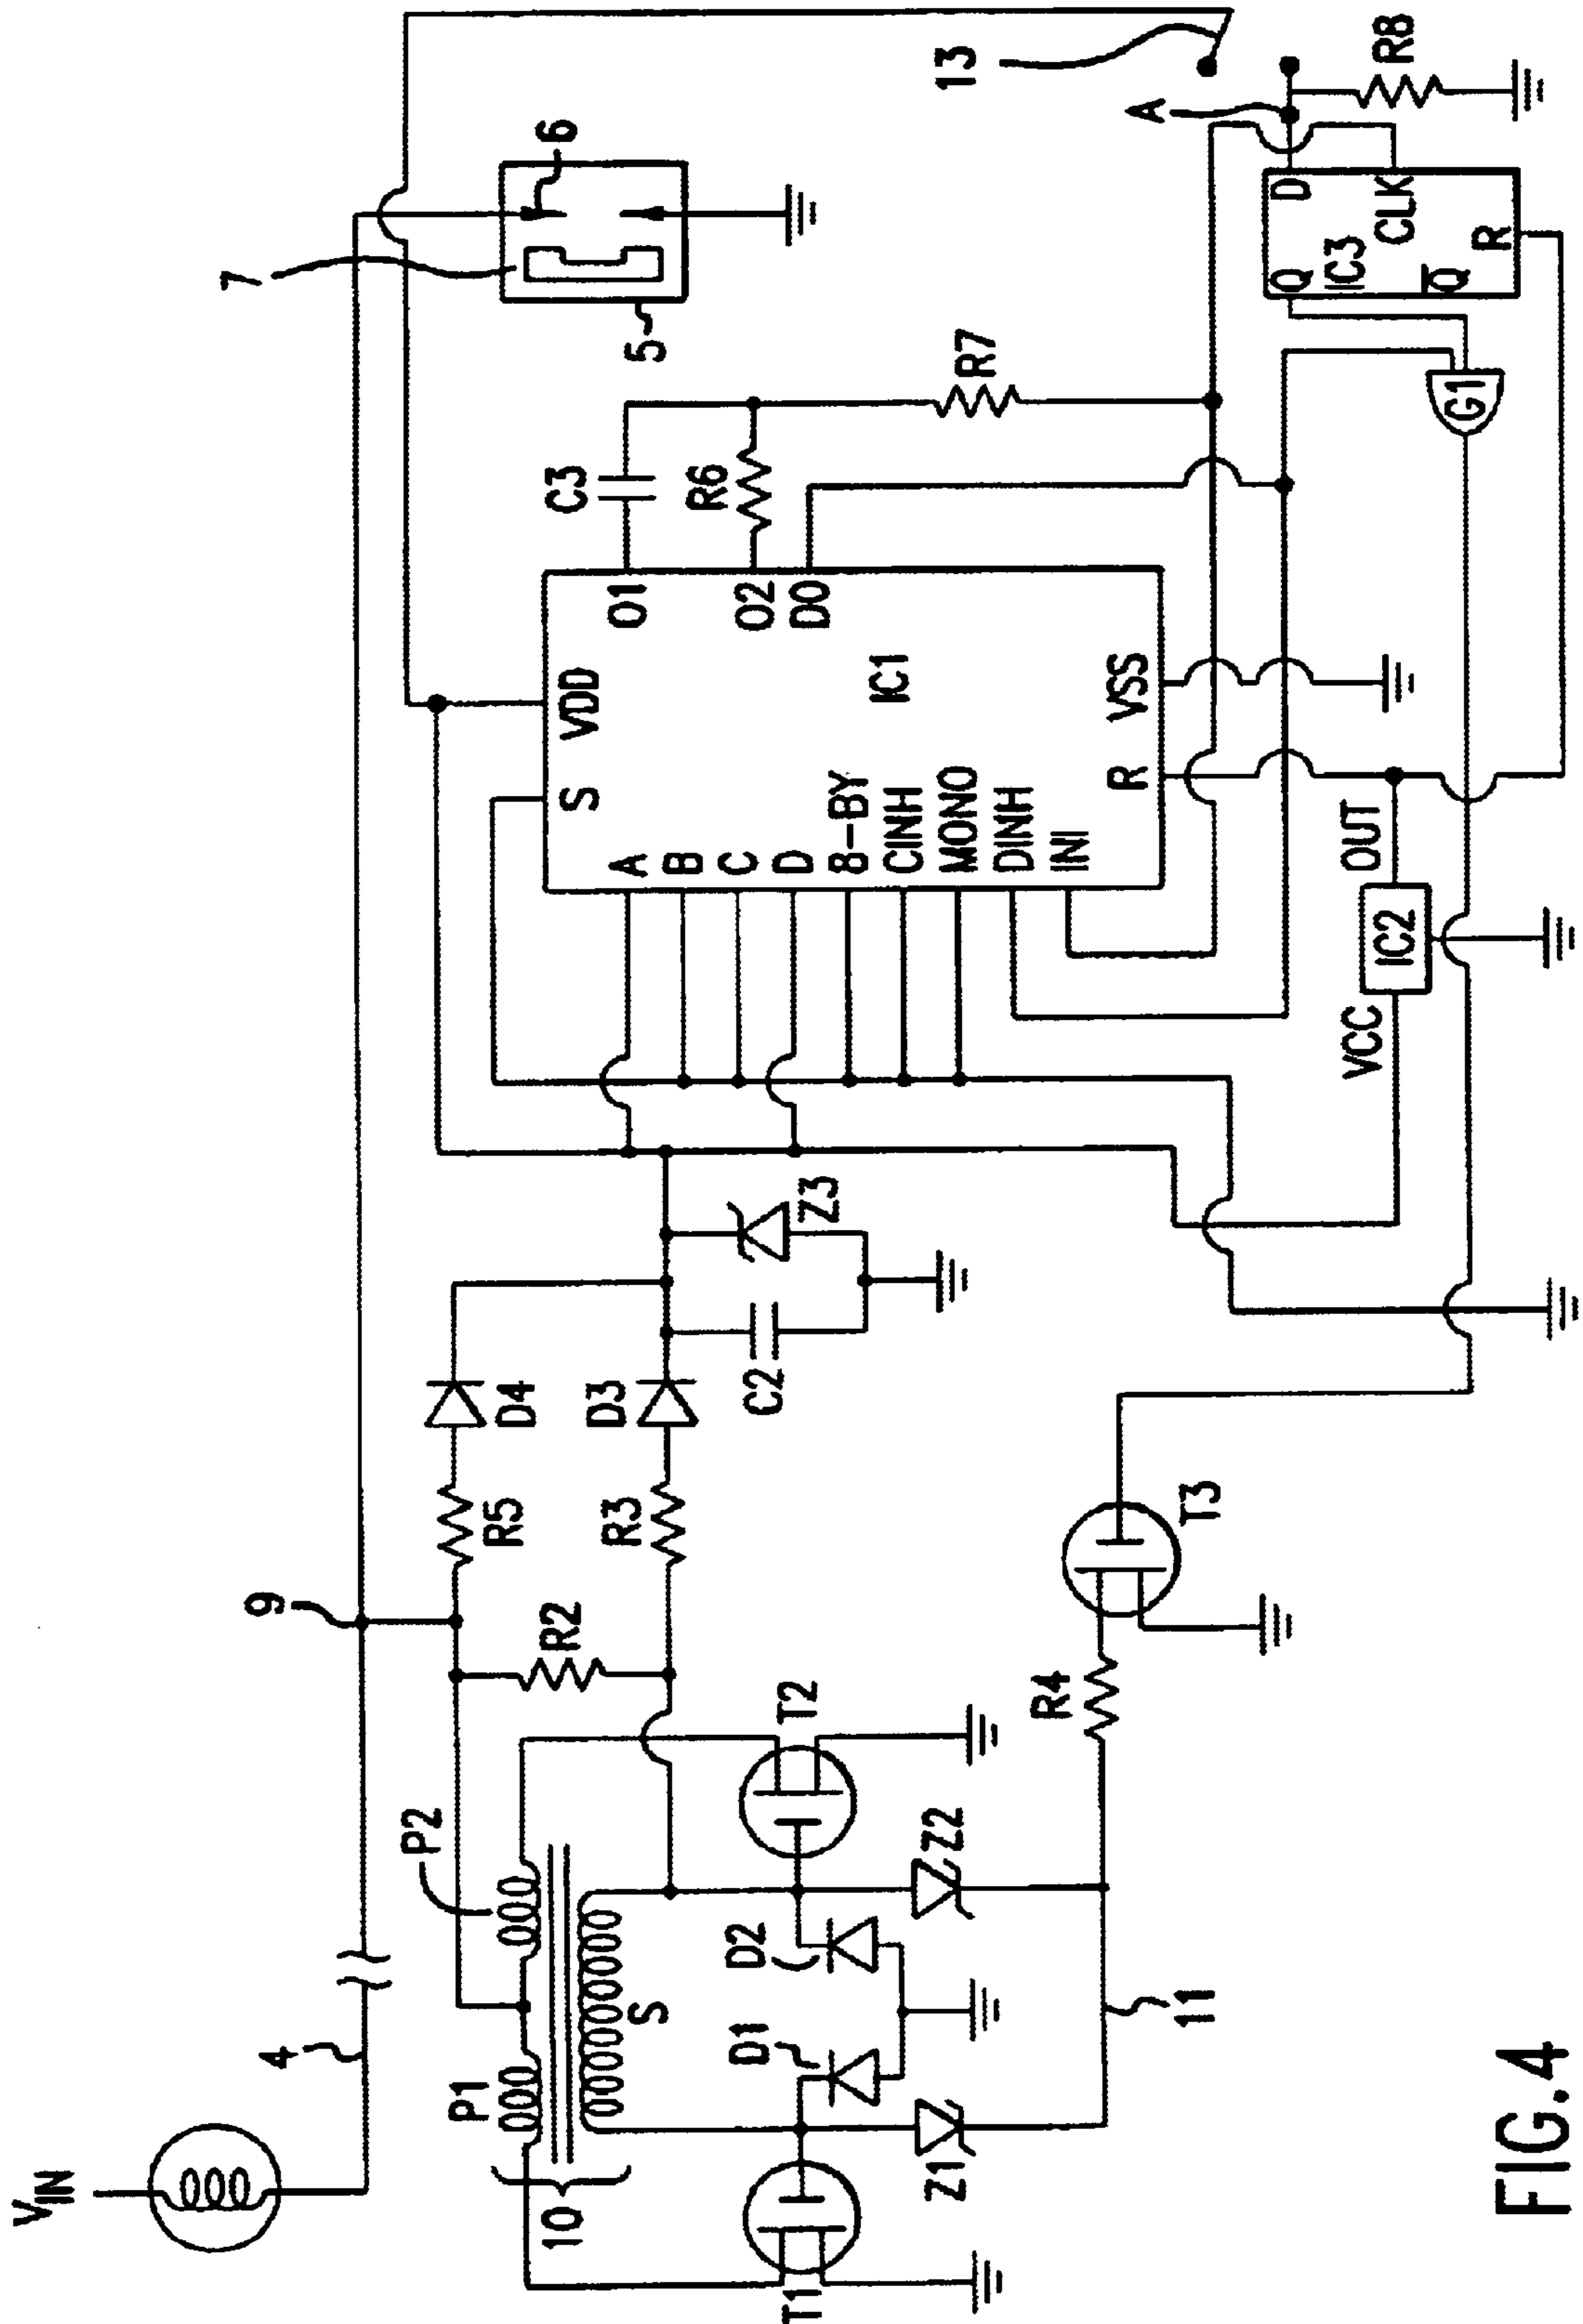 VIN
4
9
7
6
5
13
A
R8
10
P1
P2
S
R2
R5
D4
R3
D3
C2
Z3
T1
D1
D2
T2
Z1
Z2
11
R4
T3
S
VDD
A
B
C
D
8-BY
CINH
MONO
DINH
INI
R
VSS
IC1
O1
O2
DO
C3
R6
R7
VCC
IC2
OUT
Q
D
IC3
CLK
Q
R
G1
FIG.4